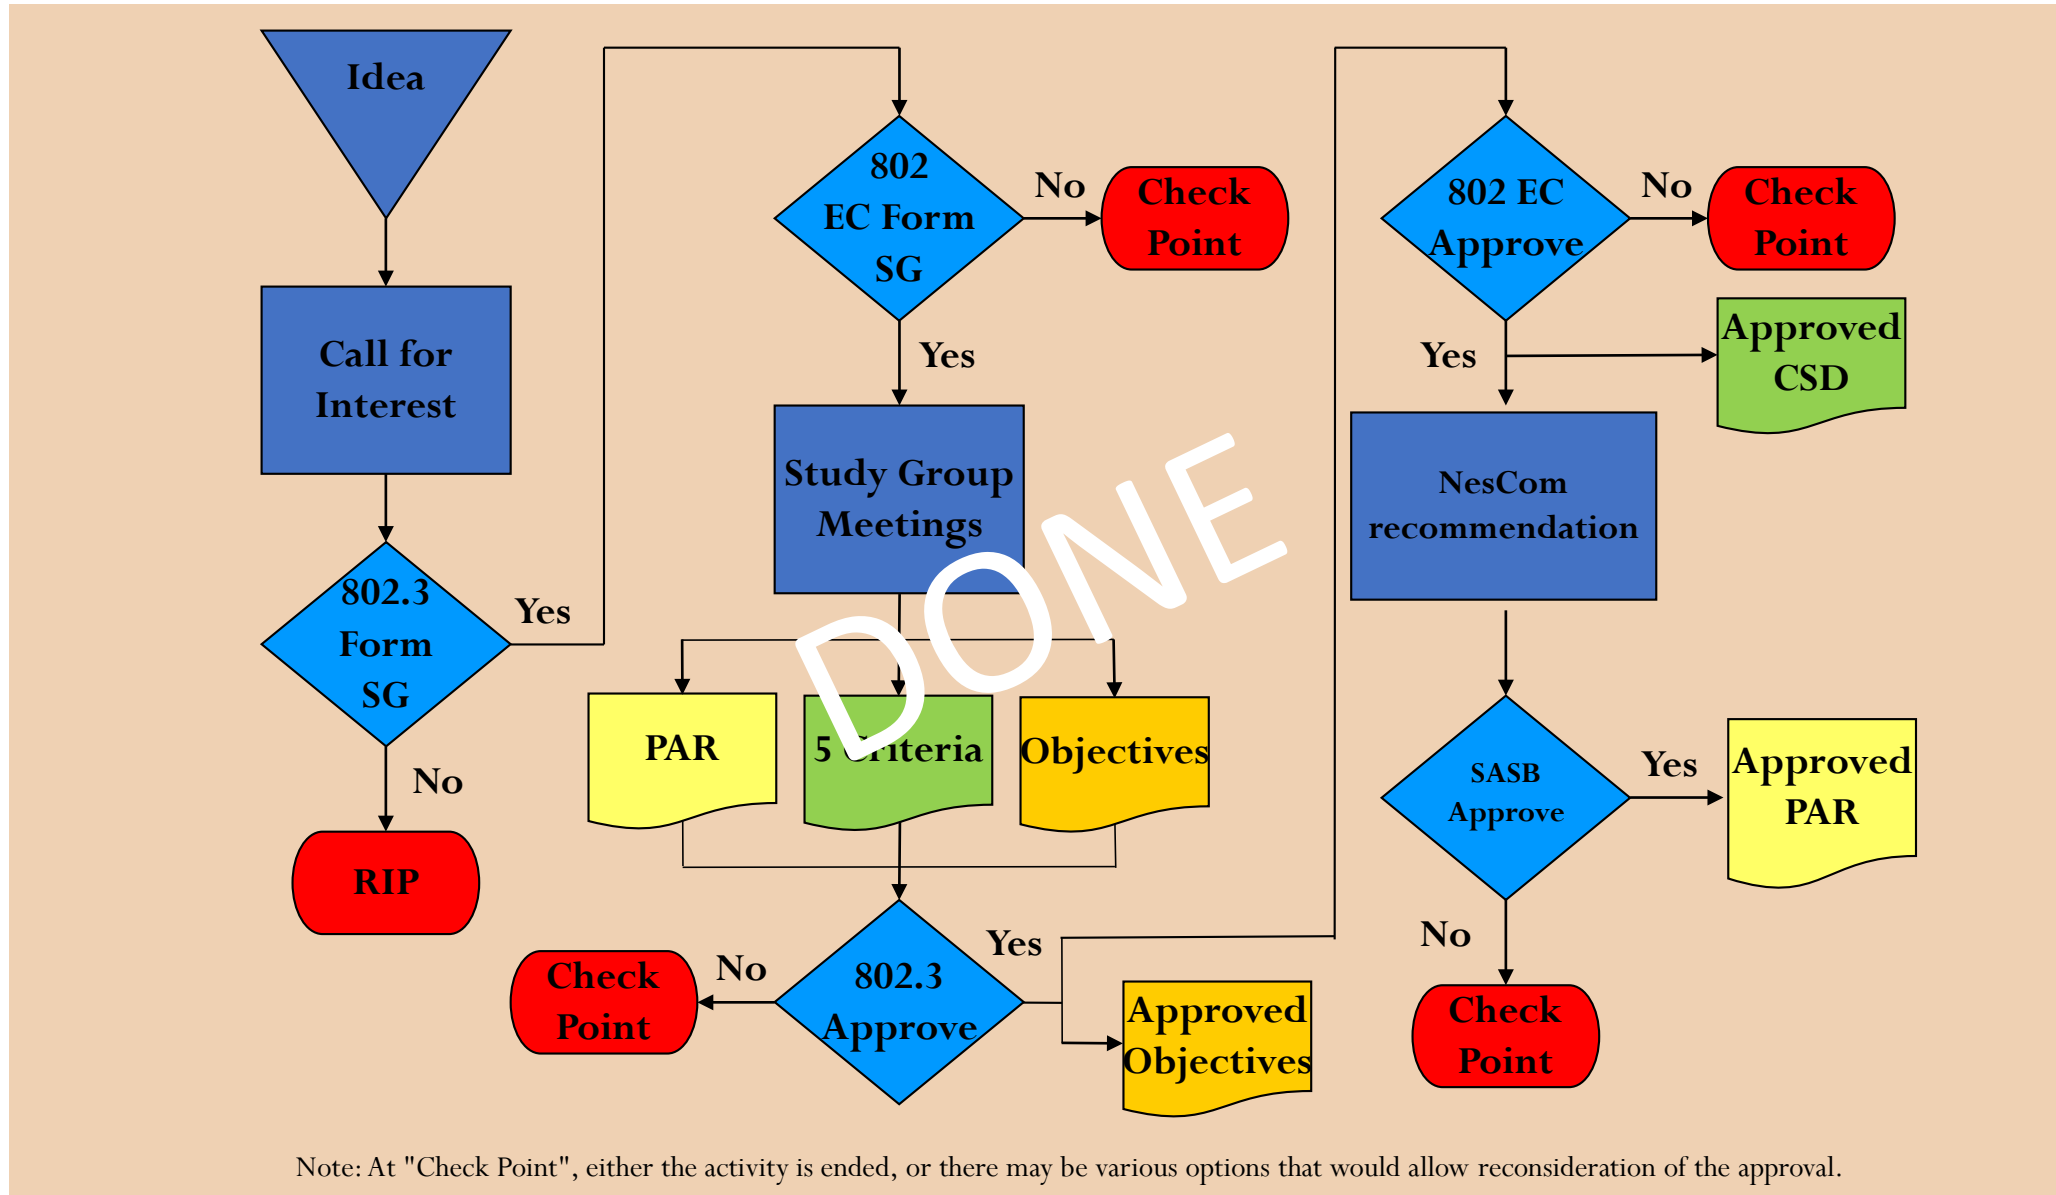 Idea
Call for
Interest
802.3
Form
SG
Yes
No
RIP
802
EC Form
SG
No
Check
Point
Yes
Study Group
Meetings
DONE
PAR
5 Criteria
Objectives
802.3
Approve
No
Check
Point
Yes
Approved
Objectives
802 EC
Approve
No
Check
Point
Yes
Approved
CSD
NesCom
recommendation
SASB
Approve
Yes
Approved
PAR
No
Check
Point
Note: At "Check Point", either the activity is ended, or there may be various options that would allow reconsideration of the approval.